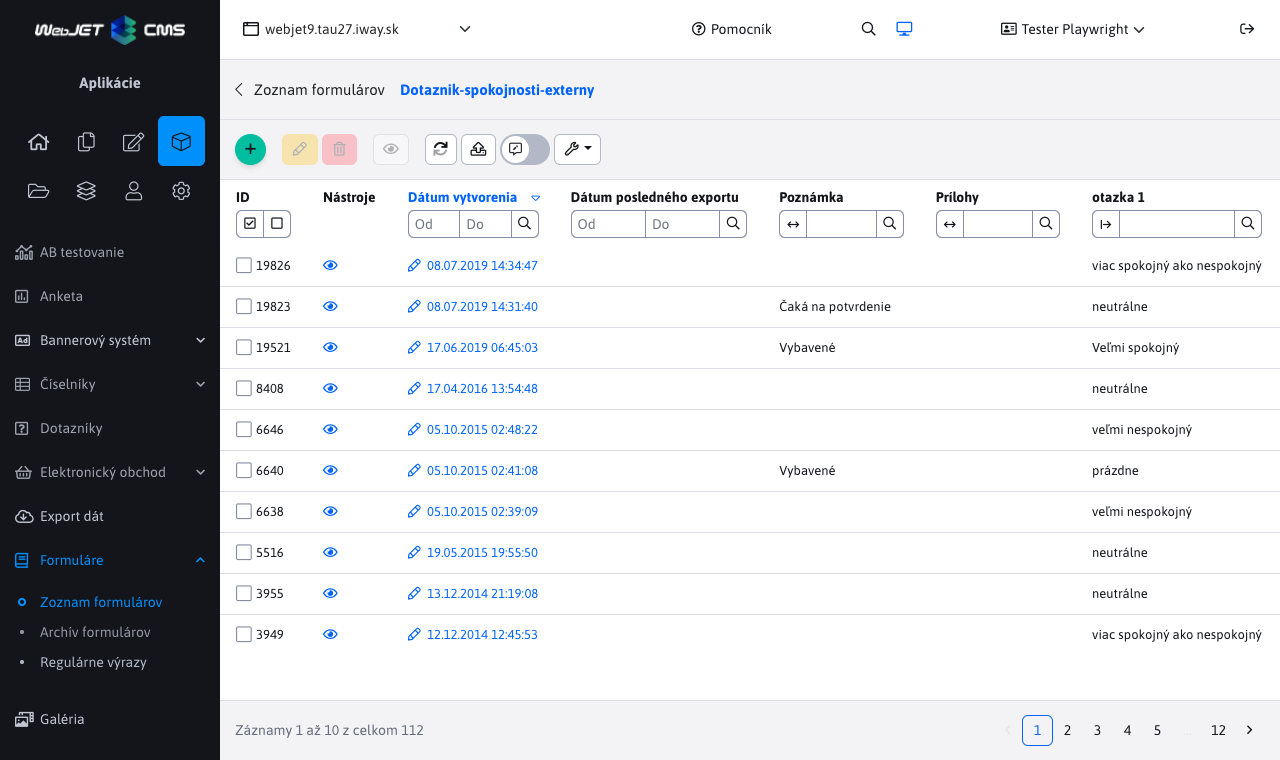 WebJET CMS
webjet9.tau27.iway.sk
Pomocník
Tester Playwright
Aplikácie
Zoznam formulárov
Dotaznik-spokojnosti-externy
AB testovanie
Anketa
Bannerový systém
Číselníky
Dotazníky
Elektronický obchod
Export dát
Formuláre
Zoznam formulárov
Archív formulárov
Regulárne výrazy
Galéria
ID Nástroje Dátum vytvorenia Dátum posledného exportu Poznámka Prílohy otazka 1
Od Do Od Do
19826 08.07.2019 14:34:47 viac spokojný ako nespokojný
19823 08.07.2019 14:31:40 Čaká na potvrdenie neutrálne
19521 17.06.2019 06:45:03 Vybavené Veľmi spokojný
8408 17.04.2016 13:54:48 neutrálne
6646 05.10.2015 02:48:22 veľmi nespokojný
6640 05.10.2015 02:41:08 Vybavené prázdne
6638 05.10.2015 02:39:09 veľmi nespokojný
5516 19.05.2015 19:55:50 neutrálne
3955 13.12.2014 21:19:08 neutrálne
3949 12.12.2014 12:45:53 viac spokojný ako nespokojný
Záznamy 1 až 10 z celkom 112
1 2 3 4 5 … 12